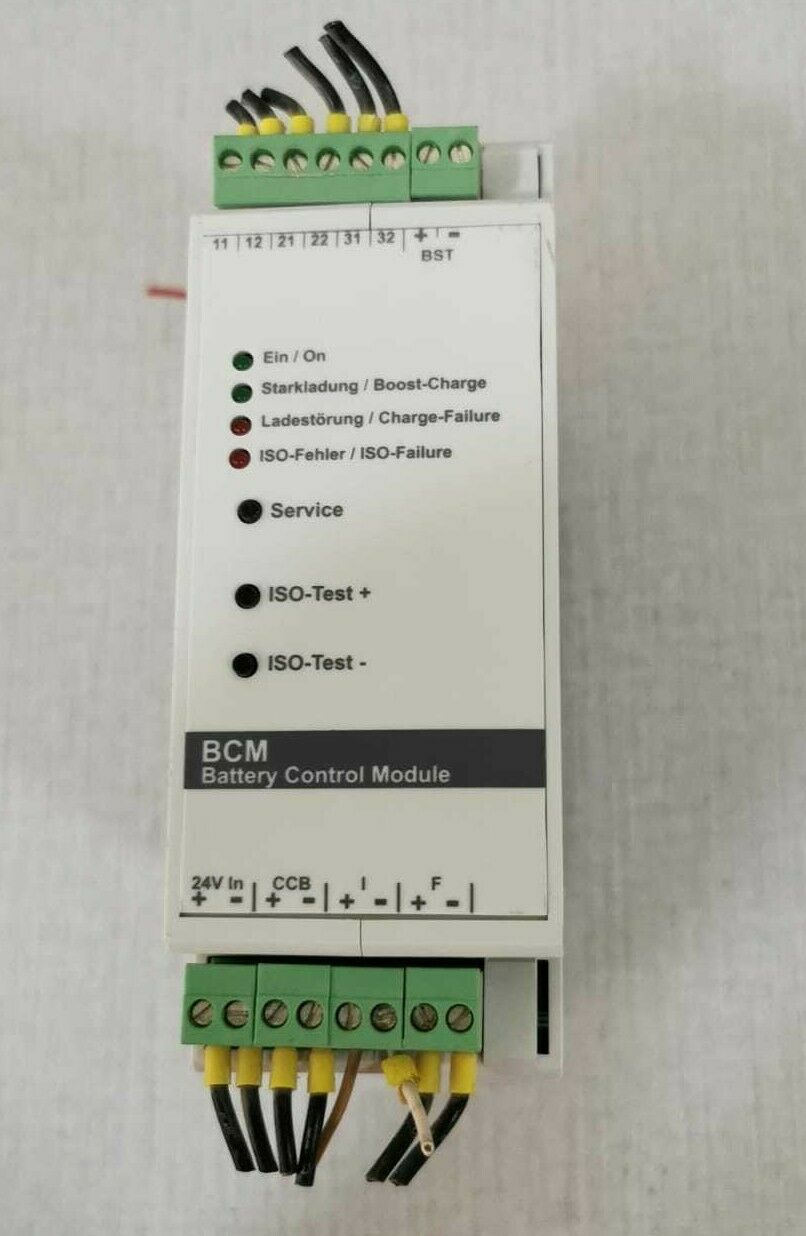 11 | 12 | 21 | 22 | 31 | 32 | + | -
BST
Ein / On
Starkladung / Boost-Charge
Ladestörung / Charge-Failure
ISO-Fehler / ISO-Failure
Service
ISO-Test +
ISO-Test -
BCM
Battery Control Module
24V In | CCB | I | F |
+ - | + - | + - | + - |